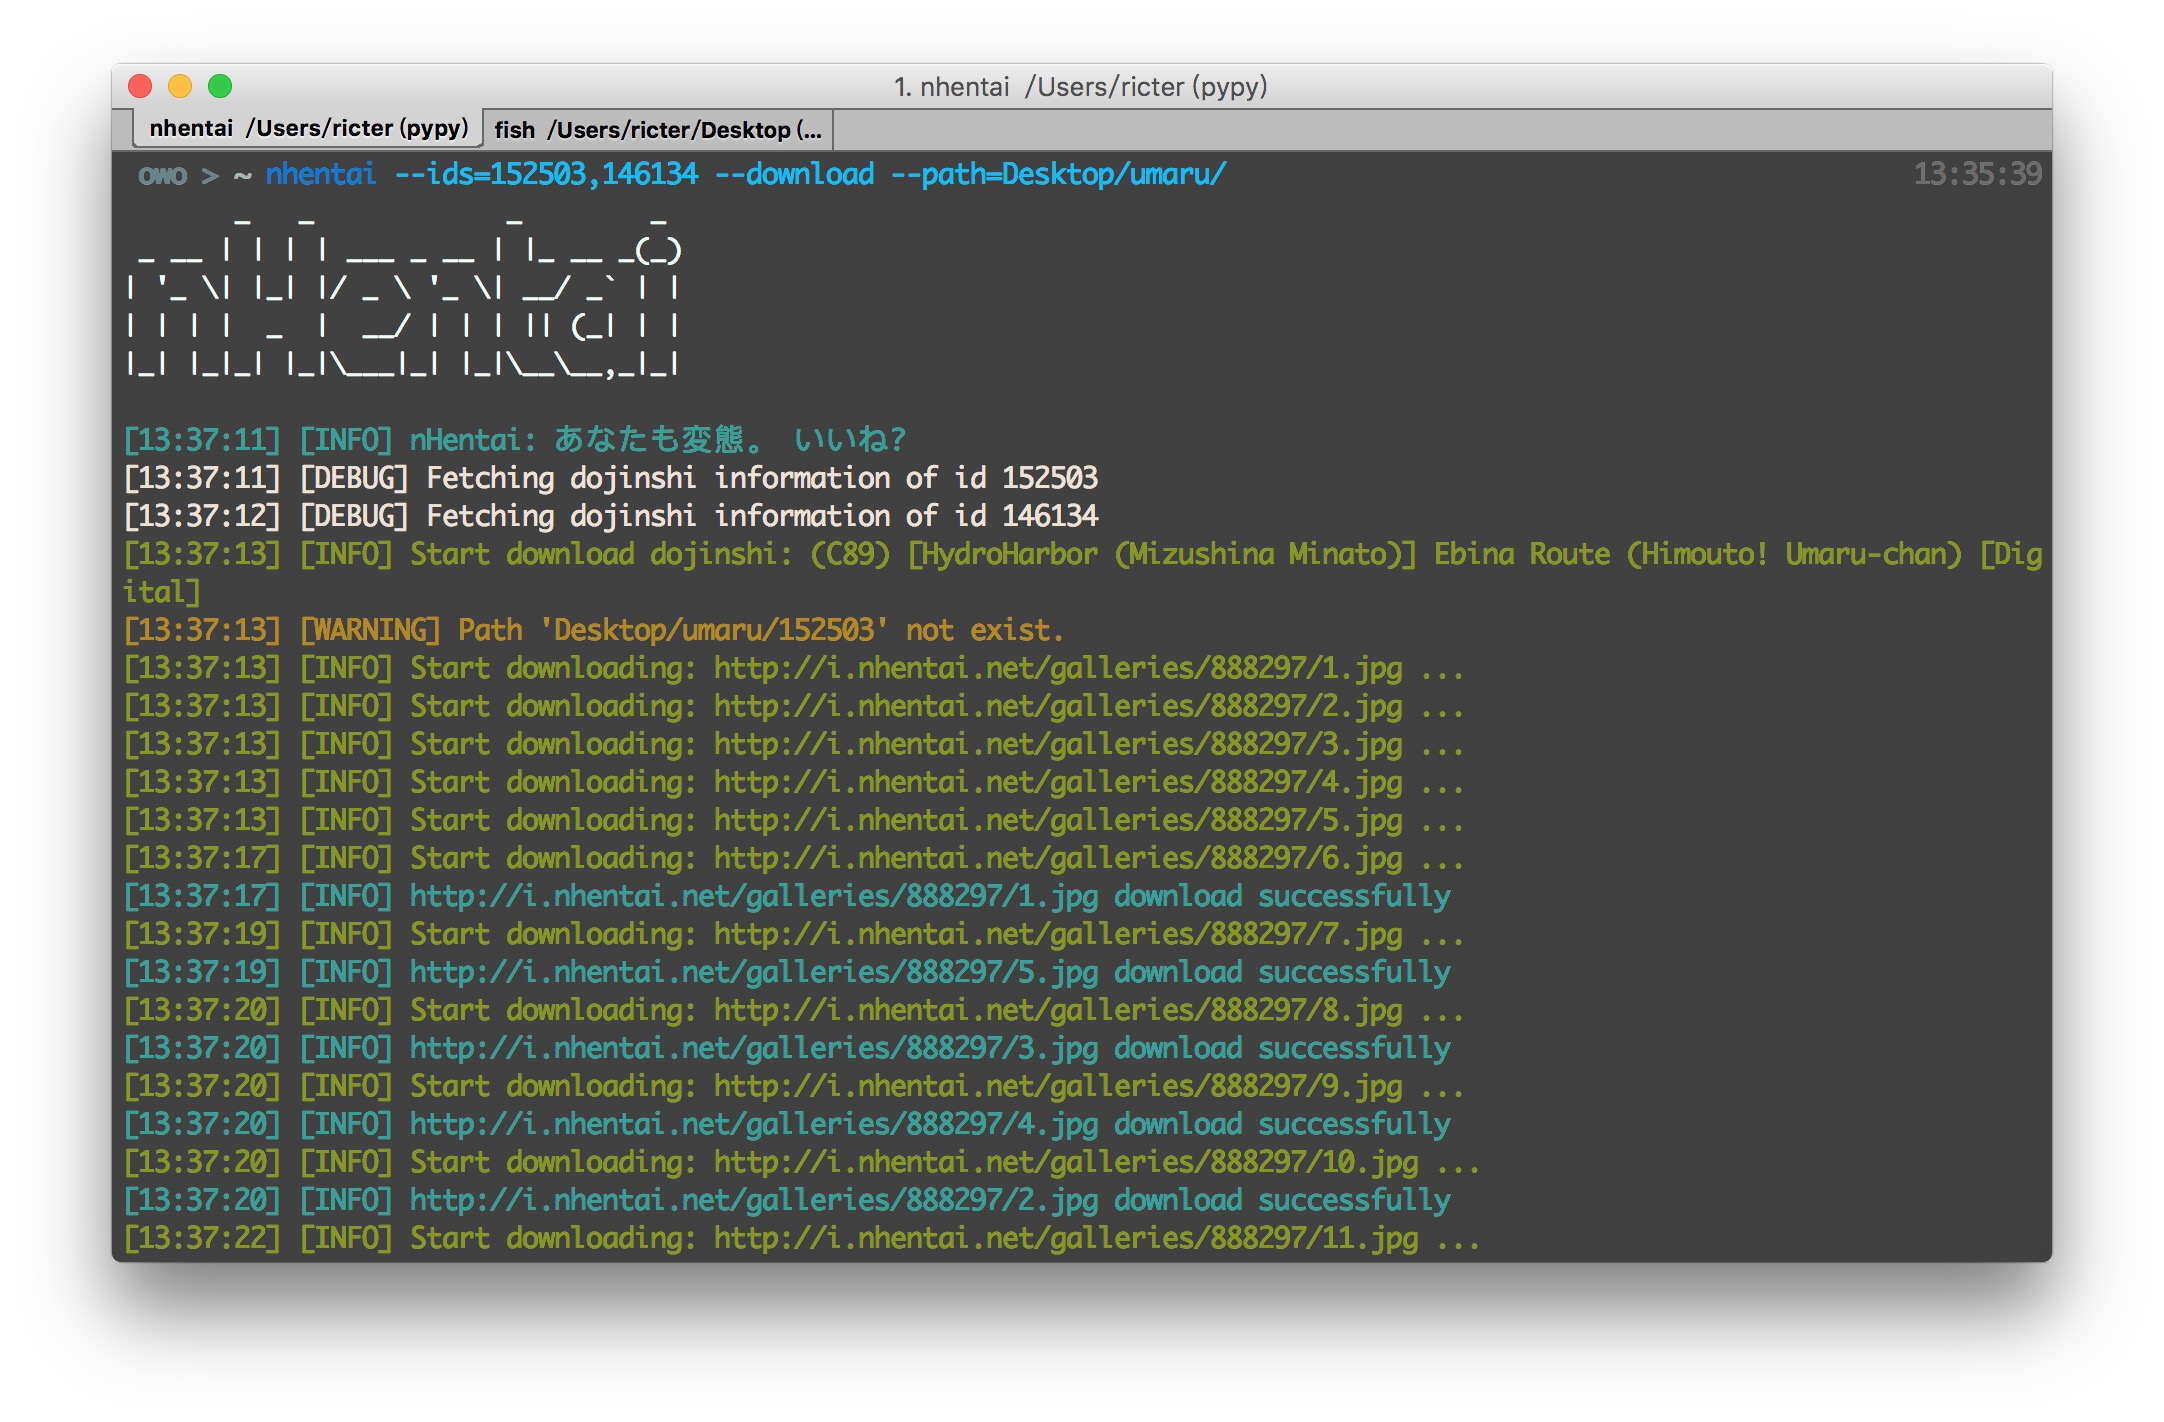 1. nhentai  /Users/ricter (pypy)
nhentai  /Users/ricter (pypy) fish  /Users/ricter/Desktop (...
owo > ~ nhentai --ids=152503,146134 --download --path=Desktop/umaru/ 13:35:39
       _   _            _        _
 _ __ | | | | ___ _ __ | |_ __ _(_)
| '_ \| |_| |/ _ \ '_ \| __/ _` | |
| | | |  _  |  __/ | | | || (_| | |
|_| |_|_| |_|\___|_| |_|\__\__,_|_|
[13:37:11] [INFO] nHentai: あなたも変態。 いいね?
[13:37:11] [DEBUG] Fetching dojinshi information of id 152503
[13:37:12] [DEBUG] Fetching dojinshi information of id 146134
[13:37:13] [INFO] Start download dojinshi: (C89) [HydroHarbor (Mizushina Minato)] Ebina Route (Himouto! Umaru-chan) [Dig
ital]
[13:37:13] [WARNING] Path 'Desktop/umaru/152503' not exist.
[13:37:13] [INFO] Start downloading: http://i.nhentai.net/galleries/888297/1.jpg ...
[13:37:13] [INFO] Start downloading: http://i.nhentai.net/galleries/888297/2.jpg ...
[13:37:13] [INFO] Start downloading: http://i.nhentai.net/galleries/888297/3.jpg ...
[13:37:13] [INFO] Start downloading: http://i.nhentai.net/galleries/888297/4.jpg ...
[13:37:13] [INFO] Start downloading: http://i.nhentai.net/galleries/888297/5.jpg ...
[13:37:17] [INFO] Start downloading: http://i.nhentai.net/galleries/888297/6.jpg ...
[13:37:17] [INFO] http://i.nhentai.net/galleries/888297/1.jpg download successfully
[13:37:19] [INFO] Start downloading: http://i.nhentai.net/galleries/888297/7.jpg ...
[13:37:19] [INFO] http://i.nhentai.net/galleries/888297/5.jpg download successfully
[13:37:20] [INFO] Start downloading: http://i.nhentai.net/galleries/888297/8.jpg ...
[13:37:20] [INFO] http://i.nhentai.net/galleries/888297/3.jpg download successfully
[13:37:20] [INFO] Start downloading: http://i.nhentai.net/galleries/888297/9.jpg ...
[13:37:20] [INFO] http://i.nhentai.net/galleries/888297/4.jpg download successfully
[13:37:20] [INFO] Start downloading: http://i.nhentai.net/galleries/888297/10.jpg ...
[13:37:20] [INFO] http://i.nhentai.net/galleries/888297/2.jpg download successfully
[13:37:22] [INFO] Start downloading: http://i.nhentai.net/galleries/888297/11.jpg ...